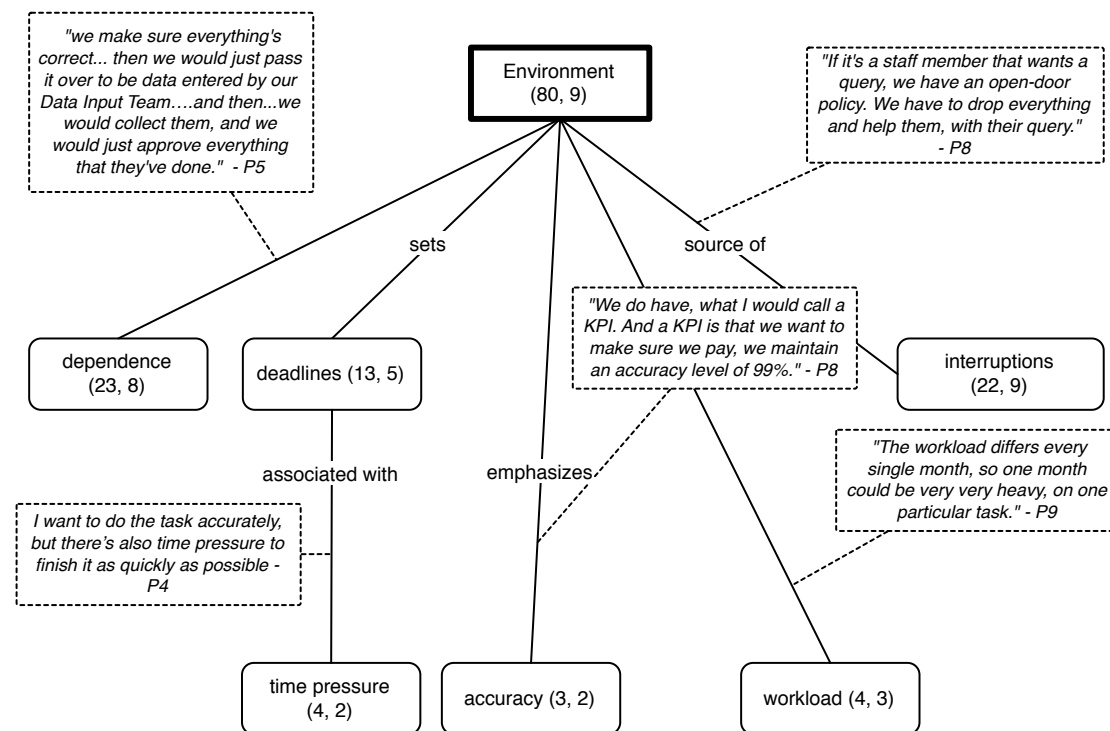 "we make sure everything's
correct... then we would just pass
it over to be data entered by our
Data Input Team….and then...we
would collect them, and we
would just approve everything
that they've done."  - P5
Environment
(80, 9)
"If it's a staff member that wants a
query, we have an open-door
policy. We have to drop everything
and help them, with their query."
- P8
sets
source of
dependence
(23, 8)
deadlines (13, 5)
"We do have, what I would call a
KPI. And a KPI is that we want to
make sure we pay, we maintain
an accuracy level of 99%." - P8
interruptions
(22, 9)
associated with
emphasizes
"The workload differs every
single month, so one month
could be very very heavy, on one
particular task." - P9
I want to do the task accurately,
but there's also time pressure to
finish it as quickly as possible -
P4
time pressure
(4, 2)
accuracy (3, 2)
workload (4, 3)